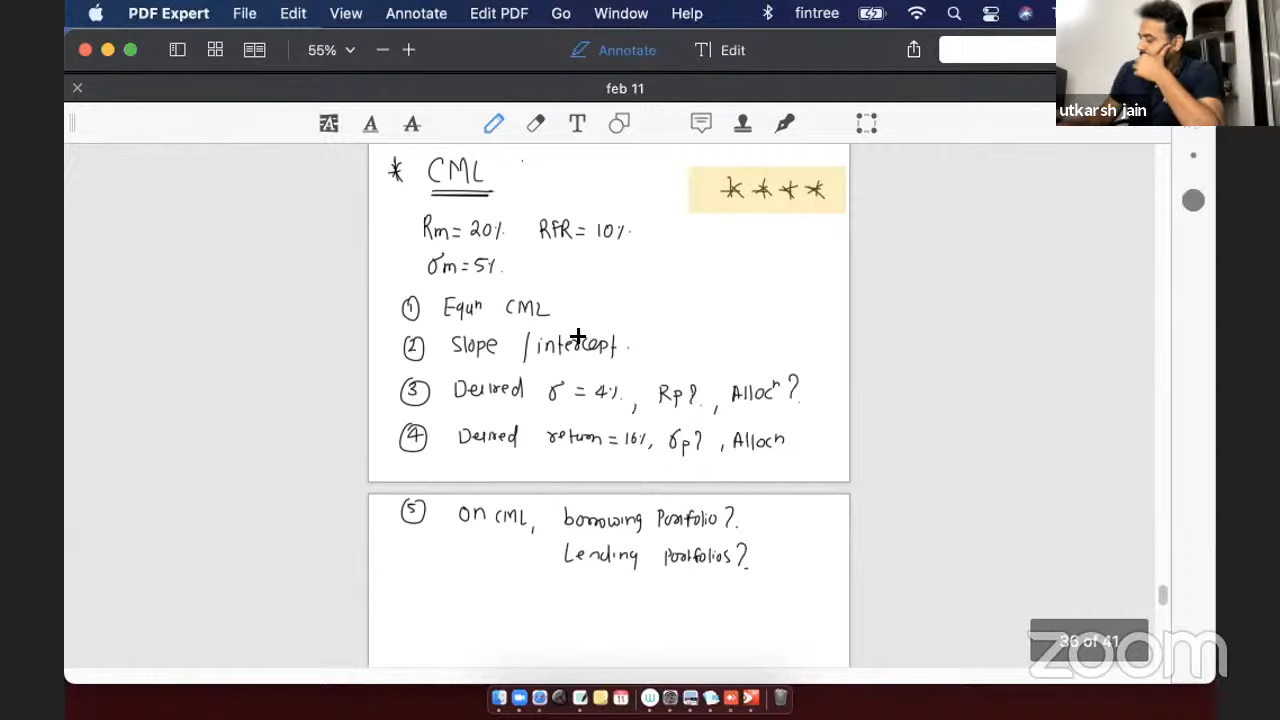 PDF Expert File Edit View Annotate Edit PDF Go Window Help fintree
55% Annotate Edit
feb 11
utkarsh jain
* CML
* * * *
Rm = 20% RFR = 10%.
σm = 5%.
① Equⁿ CML
② Slope / intercept.
③ Desired σ = 4%, Rp?, Allocⁿ?
④ Desired return = 16%, σp?, Allocn
⑤ On CML, borrowing Portfolio?
Lending Portfolios?
36 of 41
zoom